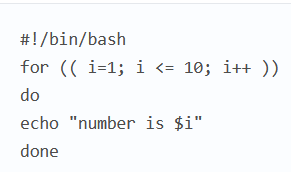 #!/bin/bash
for (( i=1; i <= 10; i++ ))
do
echo "number is $i"
done